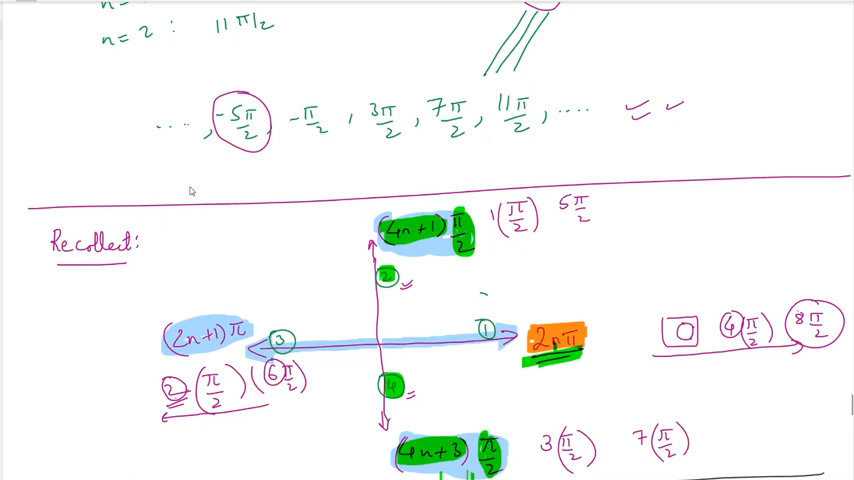 n = 2 : 11π/2
.... , -5π/2, -π/2 , 3π/2 , 7π/2 , 11π/2 , ....
(4n+1) π/2 1(π/2) 5π/2
Recollect:
2
(2n+1)π 3 1 2nπ 0 4(π/2) 8π/2
2(π/2) (6π/2) 4
(4n+3) π/2 3(π/2) 7(π/2)